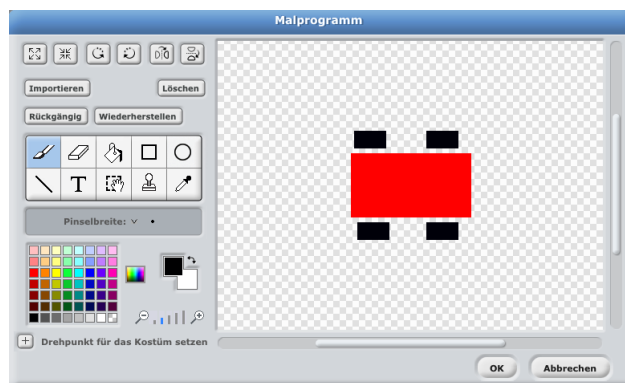 Malprogramm
Importieren Löschen
Rückgängig Wiederherstellen
T
Pinselbreite:
Drehpunkt für das Kostüm setzen
OK Abbrechen